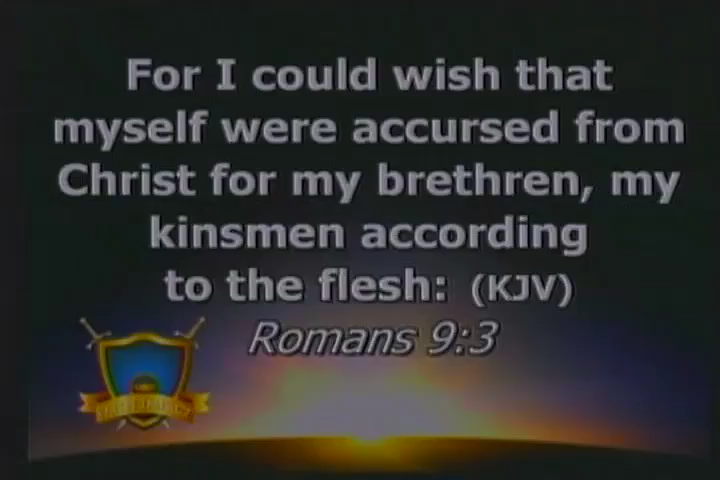 For I could wish that
myself were accursed from
Christ for my brethren, my
kinsmen according
to the flesh: (KJV)
Romans 9:3